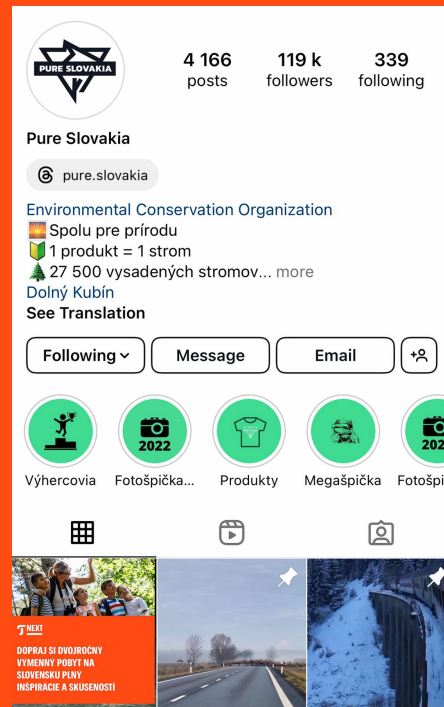 PURE SLOVAKIA
4 166
posts
119 k
followers
339
following
Pure Slovakia
pure.slovakia
Environmental Conservation Organization
🌅 Spolu pre prírodu
🔰 1 produkt = 1 strom
🌲 27 500 vysadených stromov... more
Dolný Kubín
See Translation
Following
Message
Email
2022
202
Výhercovia
Fotošpička...
Produkty
Megašpička
Fotošpi
NEXT
DOPRAJ SI DVOJROČNÝ
VÝMENNÝ POBYT NA
SLOVENSKU PLNÝ
INŠPIRÁCIE A SKÚSENOSTÍ